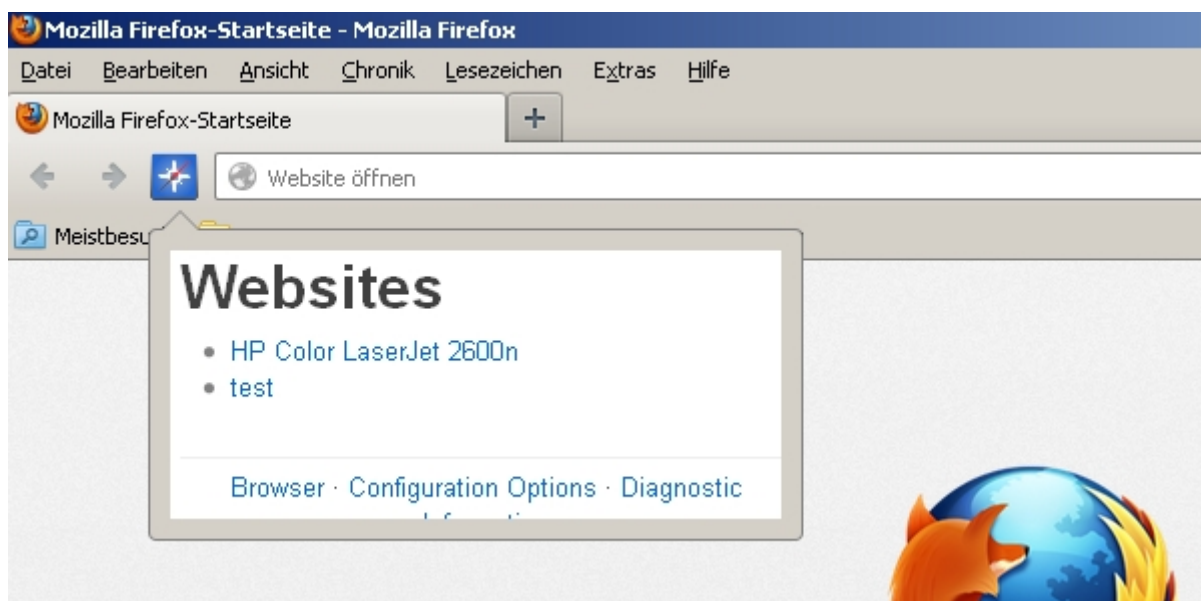 Mozilla Firefox-Startseite - Mozilla Firefox
Datei Bearbeiten Ansicht Chronik Lesezeichen Extras Hilfe
Mozilla Firefox-Startseite
Website öffnen
Meistbesu
Websites
HP Color LaserJet 2600n
test
Browser · Configuration Options · Diagnostic